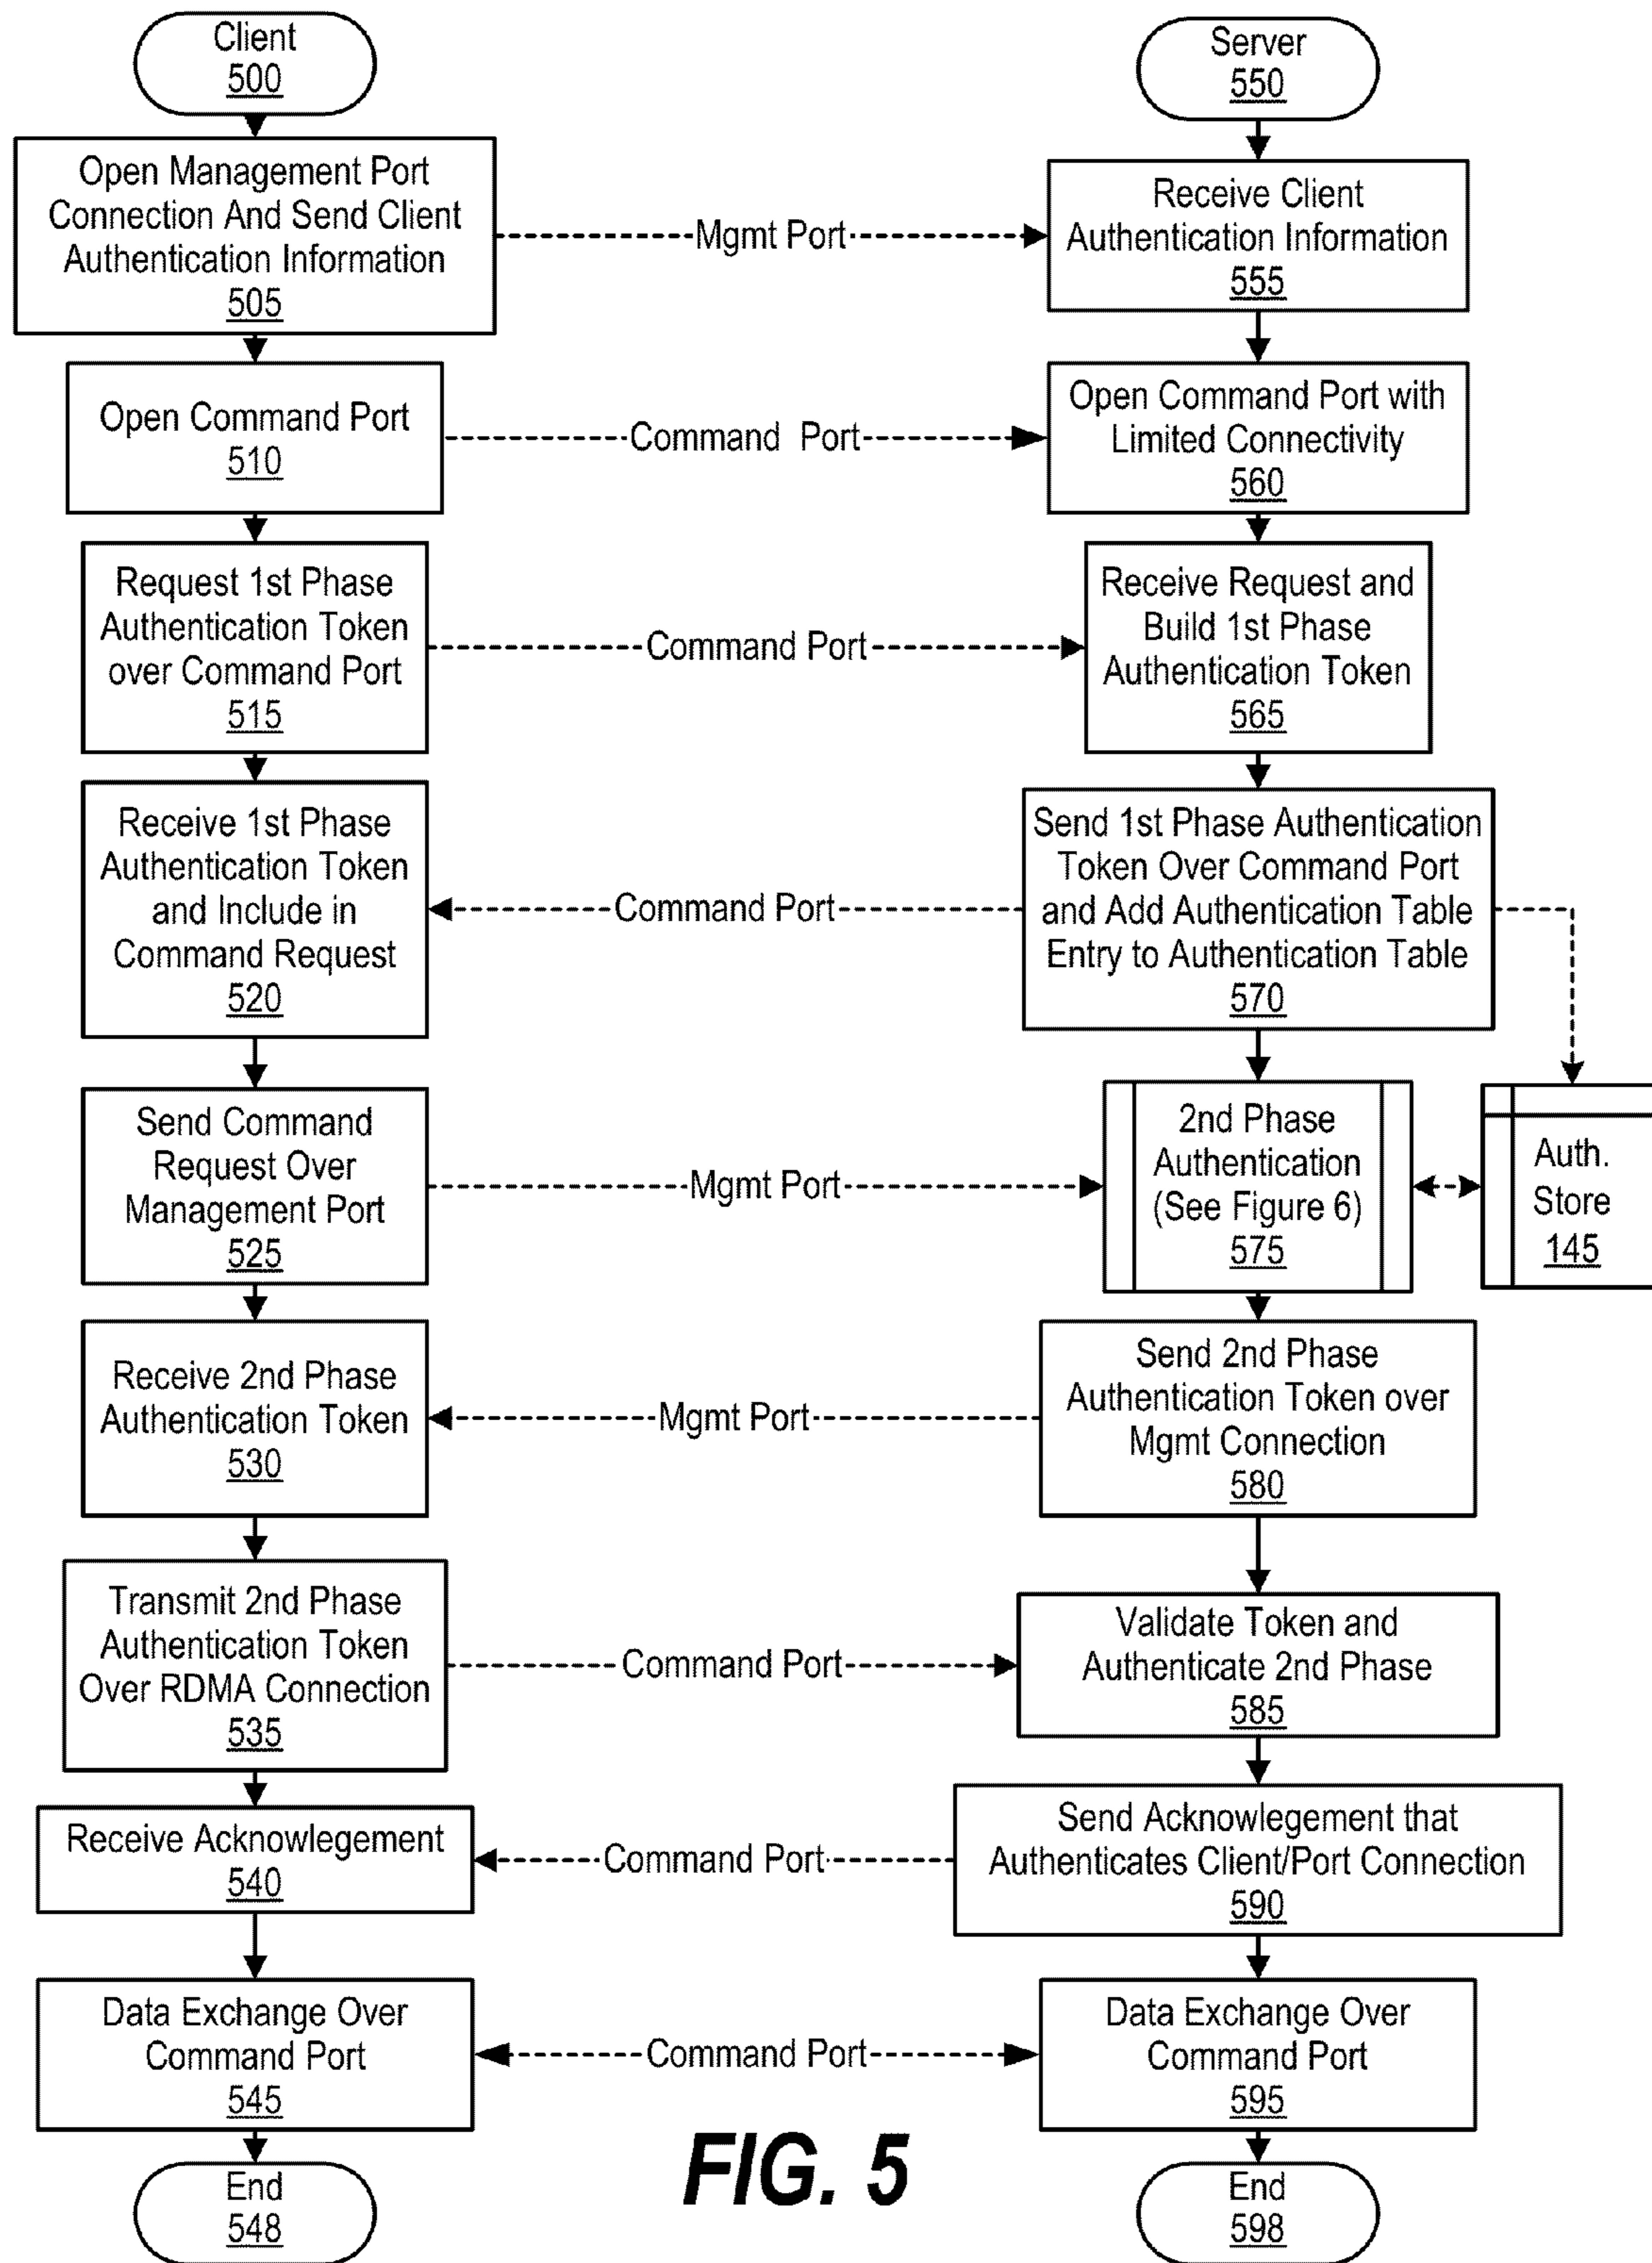 Client
500
Open Management Port
Connection And Send Client
Authentication Information
505
Mgmt Port
Server
550
Receive Client
Authentication Information
555
Open Command Port
510
Command Port
Open Command Port with
Limited Connectivity
560
Request 1st Phase
Authentication Token
over Command Port
515
Command Port
Receive Request and
Build 1st Phase
Authentication Token
565
Receive 1st Phase
Authentication Token
and Include in
Command Request
520
Command Port
Send 1st Phase Authentication
Token Over Command Port
and Add Authentication Table
Entry to Authentication Table
570
Send Command
Request Over
Management Port
525
Mgmt Port
2nd Phase
Authentication
(See Figure 6)
575
Auth.
Store
145
Receive 2nd Phase
Authentication Token
530
Mgmt Port
Send 2nd Phase
Authentication Token over
Mgmt Connection
580
Transmit 2nd Phase
Authentication Token
Over RDMA Connection
535
Command Port
Validate Token and
Authenticate 2nd Phase
585
Receive Acknowlegement
540
Command Port
Send Acknowlegement that
Authenticates Client/Port Connection
590
Data Exchange Over
Command Port
545
Command Port
Data Exchange Over
Command Port
595
End
548
FIG. 5
End
598